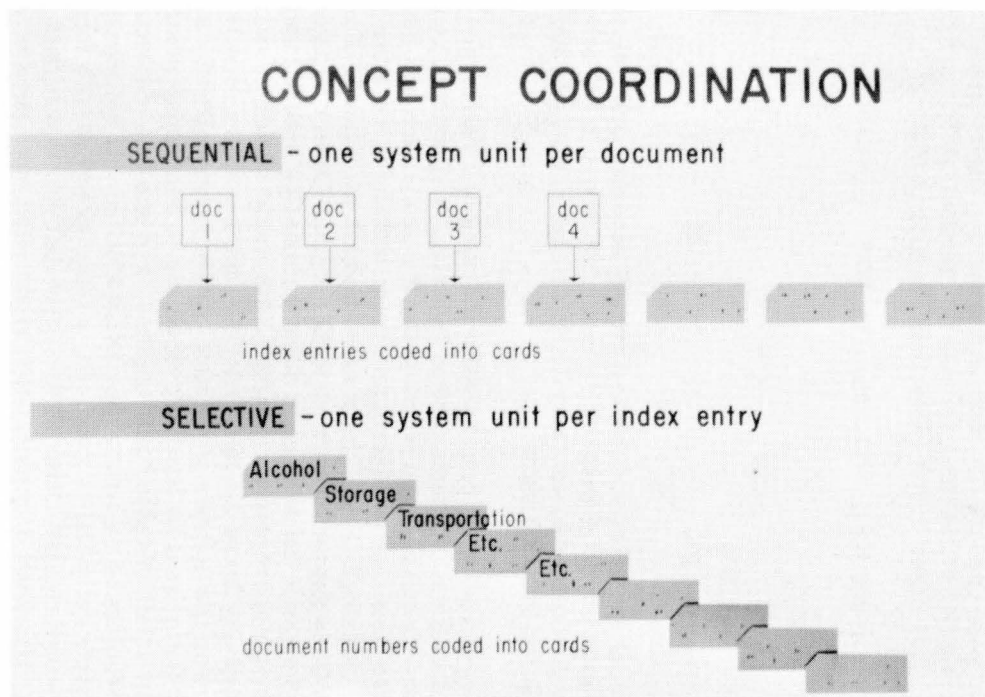 CONCEPT COORDINATION
SEQUENTIAL - one system unit per document
doc
1
doc
2
doc
3
doc
4
index entries coded into cards
SELECTIVE - one system unit per index entry
Alcohol
Storage
Transportation
Etc.
Etc.
document numbers coded into cards